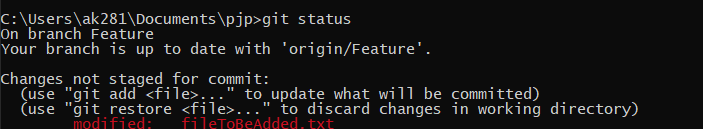 C:\Users\ak281\Documents\pjp>git status
On branch Feature
Your branch is up to date with 'origin/Feature'.

Changes not staged for commit:
  (use "git add <file>..." to update what will be committed)
  (use "git restore <file>..." to discard changes in working directory)
        modified:   fileToBeAdded.txt